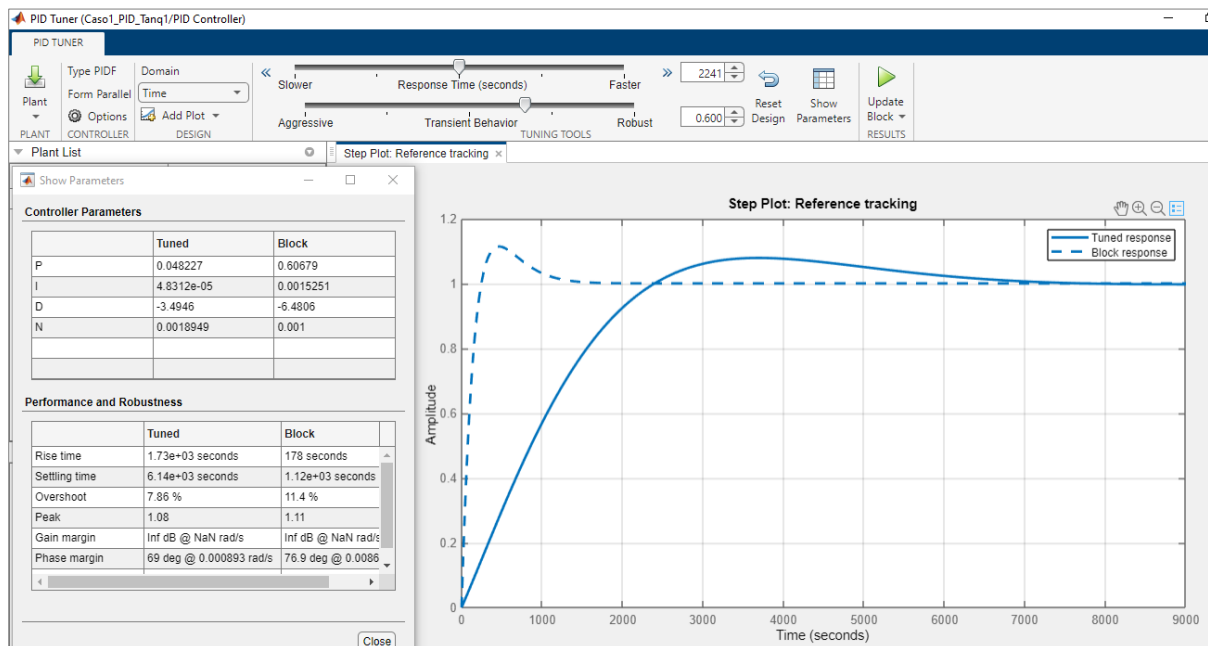 PID Tuner (Caso1_PID_Tanq1/PID Controller)
PID TUNER
Plant
Type PIDF
Form Parallel
Options
Domain
Time
Add Plot
Slower
Response Time (seconds)
Faster
2241
Aggressive
Transient Behavior
Robust
0.600
Reset
Design
Show
Parameters
Update
Block
PLANT
CONTROLLER
DESIGN
TUNING TOOLS
RESULTS
Plant List
Step Plot: Reference tracking
Show Parameters
Controller Parameters
Tuned Block
P 0.048227 0.60679
I 4.8312e-05 0.0015251
D -3.4946 -6.4806
N 0.0018949 0.001
Performance and Robustness
Tuned Block
Rise time 1.73e+03 seconds 178 seconds
Settling time 6.14e+03 seconds 1.12e+03 seconds
Overshoot 7.86 % 11.4 %
Peak 1.08 1.11
Gain margin Inf dB @ NaN rad/s Inf dB @ NaN rad/s
Phase margin 69 deg @ 0.000893 rad/s 76.9 deg @ 0.0086
Close
Step Plot: Reference tracking
Tuned response
Block response
Amplitude
1.2
1
0.8
0.6
0.4
0.2
0
0 1000 2000 3000 4000 5000 6000 7000 8000 9000
Time (seconds)